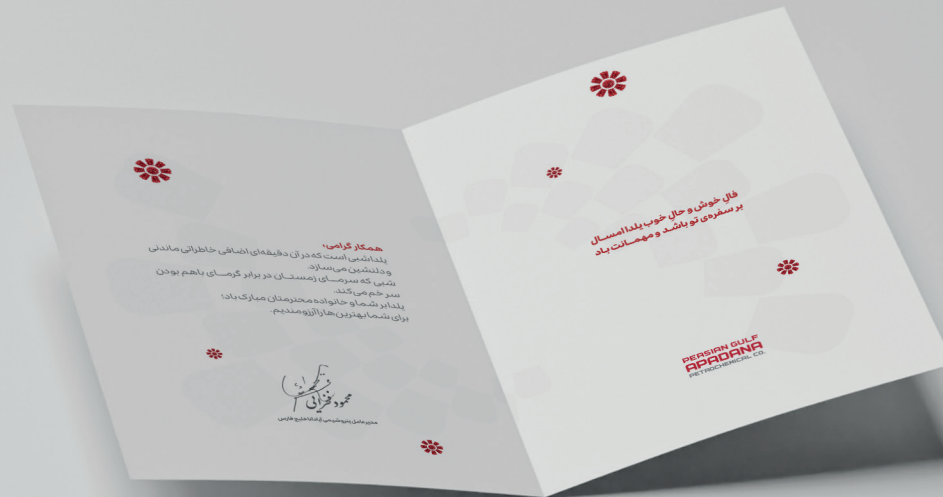 همکار گرامی؛
یلدا شبی است که در آن دقیقه‌ای اضافی خاطراتی ماندنی
و دلنشین می‌سازد.
شبی که سرمای زمستان در برابر گرمای باهم بودن
سر خم می‌کند.
یلدا بر شما و خانواده محترمتان مبارک باد؛
برای شما بهترین‌ها را آرزومندیم.
محمود
مدیرعامل پتروشیمی آپادانا خلیج فارس
فالِ خوش و حالِ خوب یلدا امسال
بر سفره‌ی تو باشد و مهمانت باد
PERSIAN GULF
APADANA
PETROCHEMICAL CO.